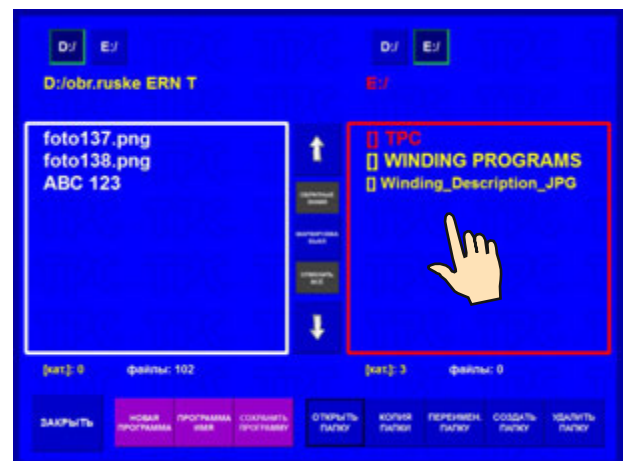 D:/ E:/ D:/ E:/
D:/obr.ruske ERN T
E:/
foto137.png
foto138.png
ABC 123
[] TPC
[] WINDING PROGRAMS
[] Winding_Description_JPG
ОТМЕНИТЬ
ВСЁ
[кат.]: 0 файлы: 102
[кат.]: 3 файлы: 0
ЗАКРЫТЬ
НОВАЯ
ПРОГРАММА
ПРОГРАММА
ИМЯ
СОХРАНИТЬ
ПРОГРАММУ
ОТКРЫТЬ
ПАПКУ
КОПИЯ
ПАПКИ
ПЕРЕИМЕН.
ПАПКУ
СОЗДАТЬ
ПАПКУ
УДАЛИТЬ
ПАПКУ